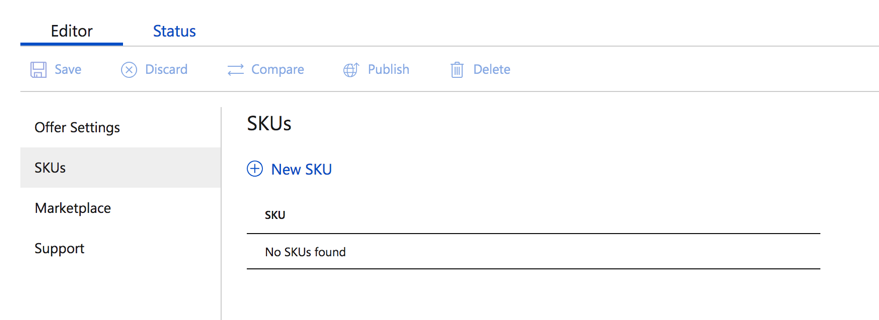 Editor Status
Save Discard Compare Publish Delete
Offer Settings
SKUs
Marketplace
Support
SKUs
New SKU
SKU
No SKUs found